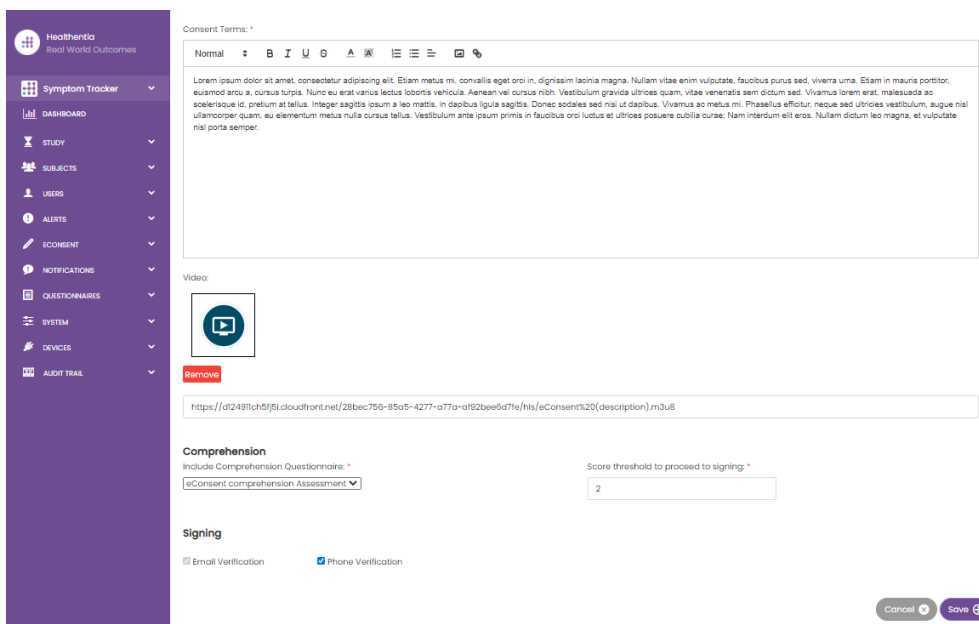 Healthentia
Real World Outcomes
Symptom Tracker
DASHBOARD
STUDY
SUBJECTS
USERS
ALERTS
ECONSENT
NOTIFICATIONS
QUESTIONNAIRES
SYSTEM
DEVICES
AUDIT TRAIL
Consent Terms: *
Normal B I U S A A
Lorem ipsum dolor sit amet, consectetur adipiscing elit. Etiam metus mi, convallis eget orci in, dignissim lacinia magna. Nullam vitae enim vulputate, faucibus purus sed, viverra urna. Etiam in mauris porttitor,
euismod arcu a, cursus turpis. Nunc eu erat varius lectus lobortis vehicula. Aenean vel cursus nibh. Vestibulum gravida ultrices quam, vitae venenatis sem dictum sed. Vivamus lorem erat, malesuada ac
scelerisque id, pretium at tellus. Integer sagittis ipsum a leo mattis, in dapibus ligula sagittis. Donec sodales sed nisi ut dapibus. Vivamus ac metus mi. Phasellus efficitur, neque sed ultricies vestibulum, augue nisl
ullamcorper quam, eu elementum metus nulla cursus tellus. Vestibulum ante ipsum primis in faucibus orci luctus et ultrices posuere cubilia curae; Nam interdum elit eros. Nullam dictum leo magna, et vulputate
nisl porta semper.
Video:
Remove
https://d124911ch5fj5i.cloudfront.net/28bec756-85a5-4277-a77a-af92bee6d7fe/hls/eConsent%20(description).m3u8
Comprehension
Include Comprehension Questionnaire: *
eConsent comprehension Assessment
Score threshold to proceed to signing: *
2
Signing
Email Verification
Phone Verification
Cancel
Save